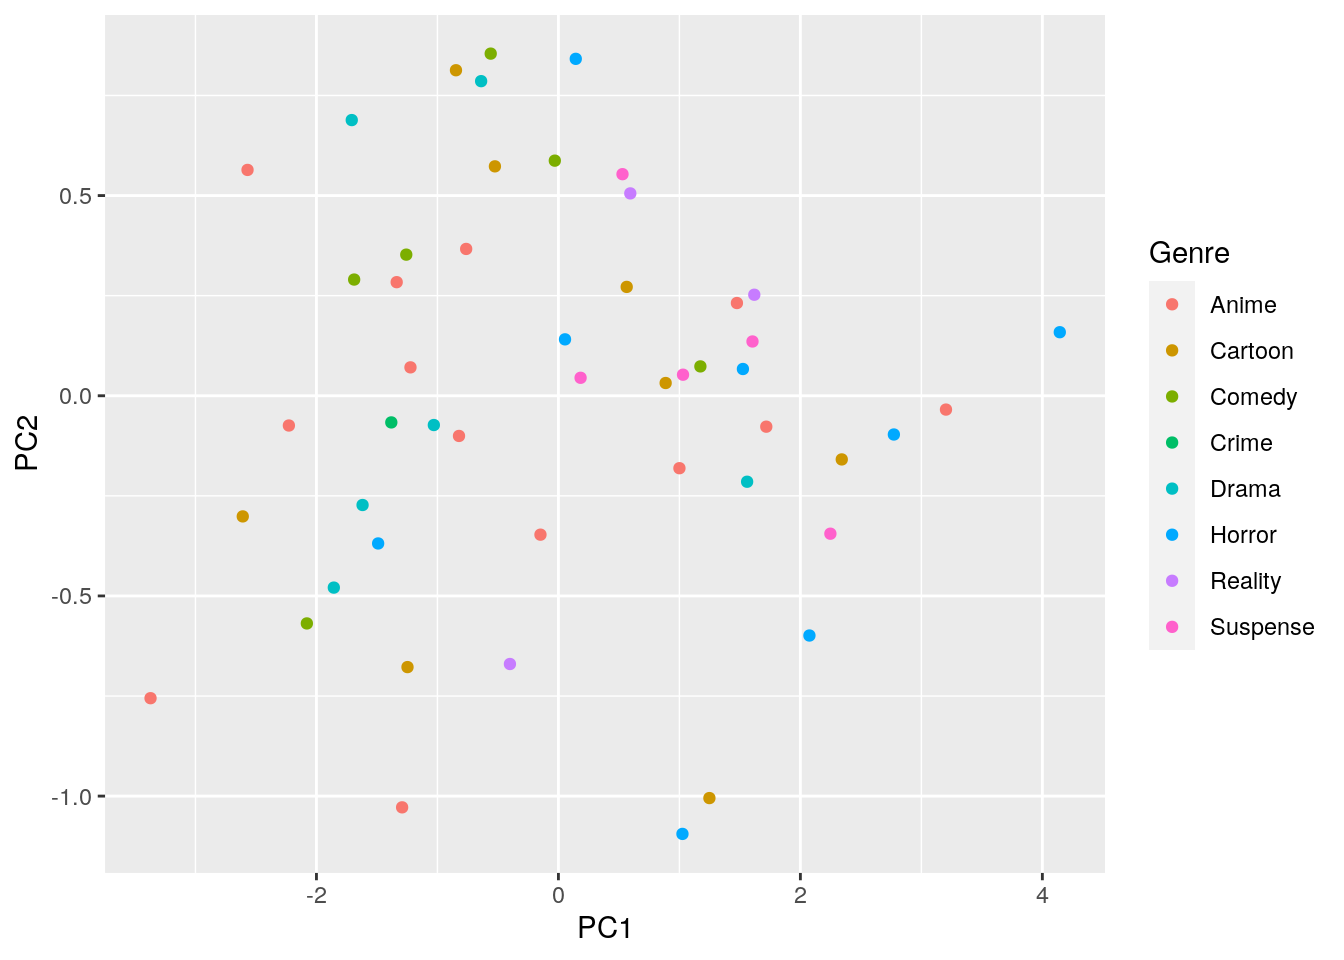 0.5
0.0
-0.5
-1.0
PC2
-2
0
2
4
PC1
Genre
Anime
Cartoon
Comedy
Crime
Drama
Horror
Reality
Suspense